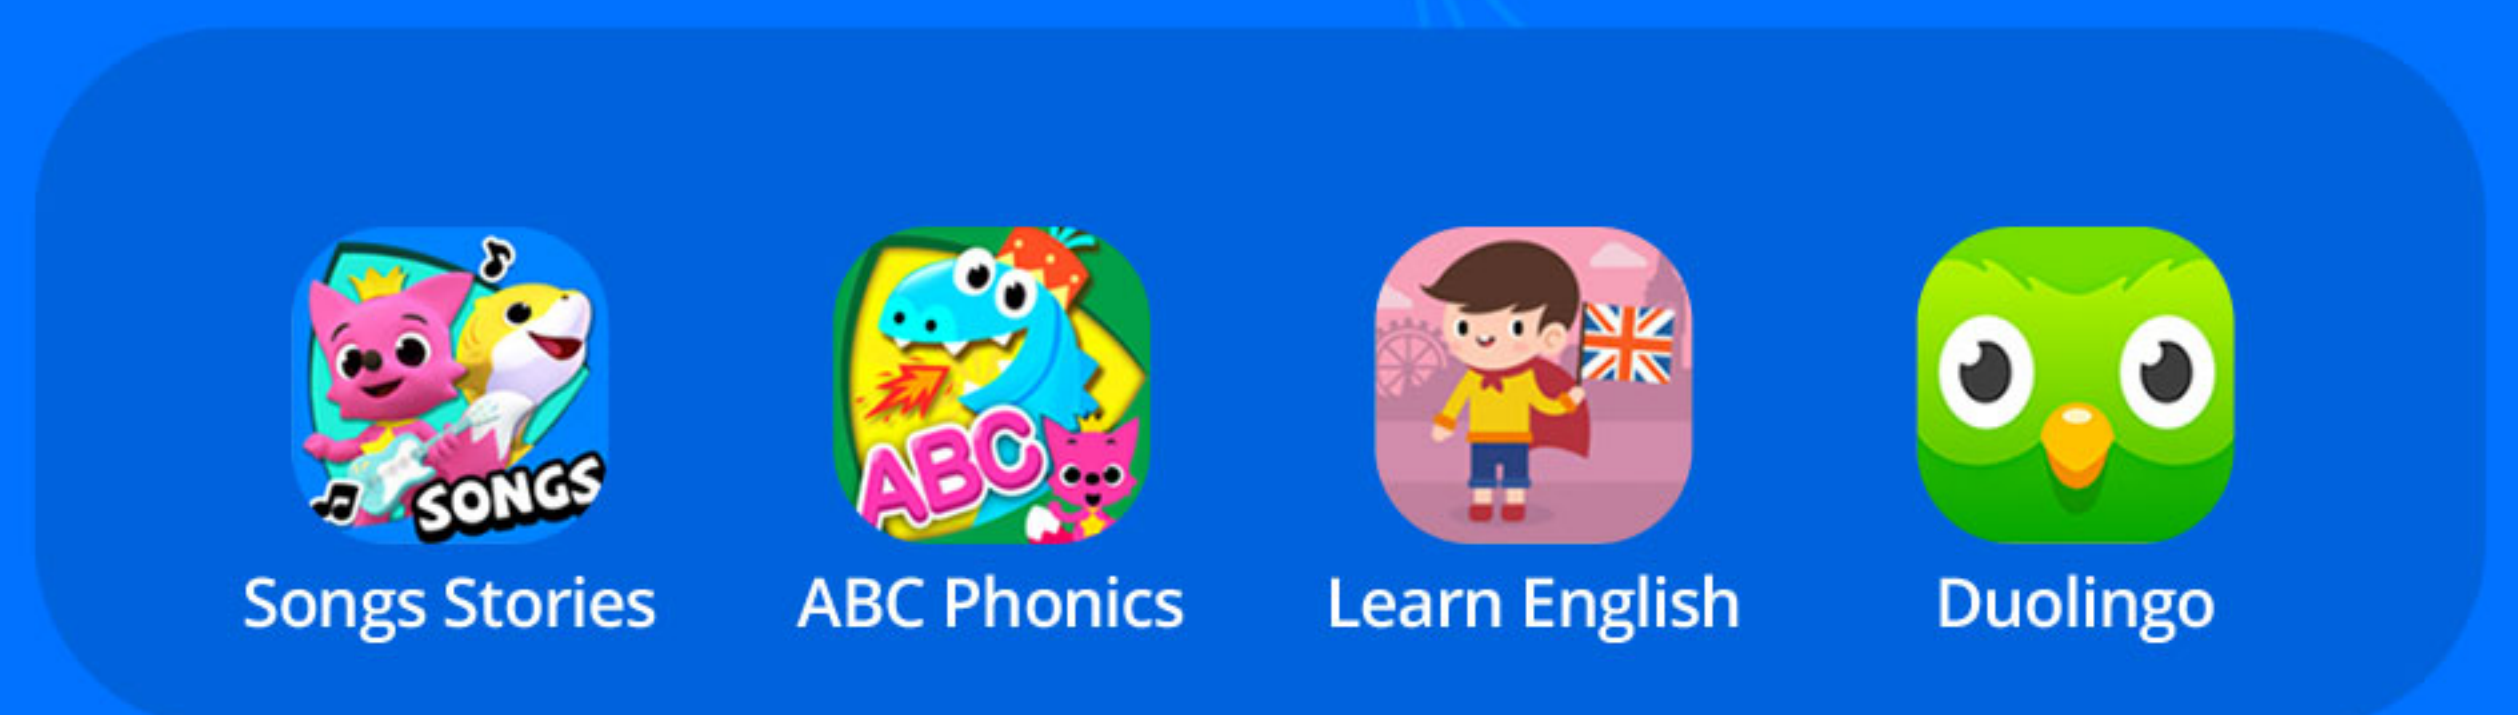 SONGS
ABC
Songs Stories
ABC Phonics
Learn English
Duolingo